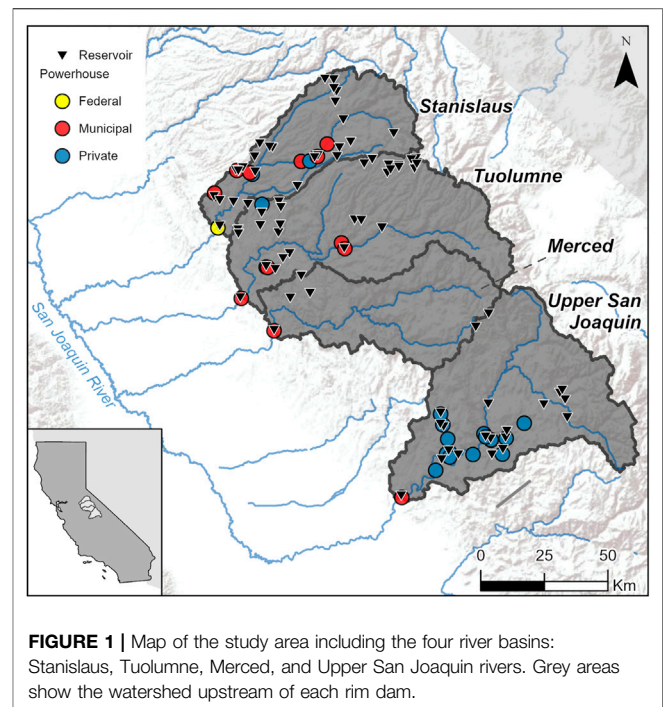 Reservoir
Powerhouse
Federal
Municipal
Private
N
Stanislaus
Tuolumne
Merced
Upper San
Joaquin
San Joaquin River
0 25 50
Km
FIGURE 1 | Map of the study area including the four river basins:
Stanislaus, Tuolumne, Merced, and Upper San Joaquin rivers. Grey areas
show the watershed upstream of each rim dam.